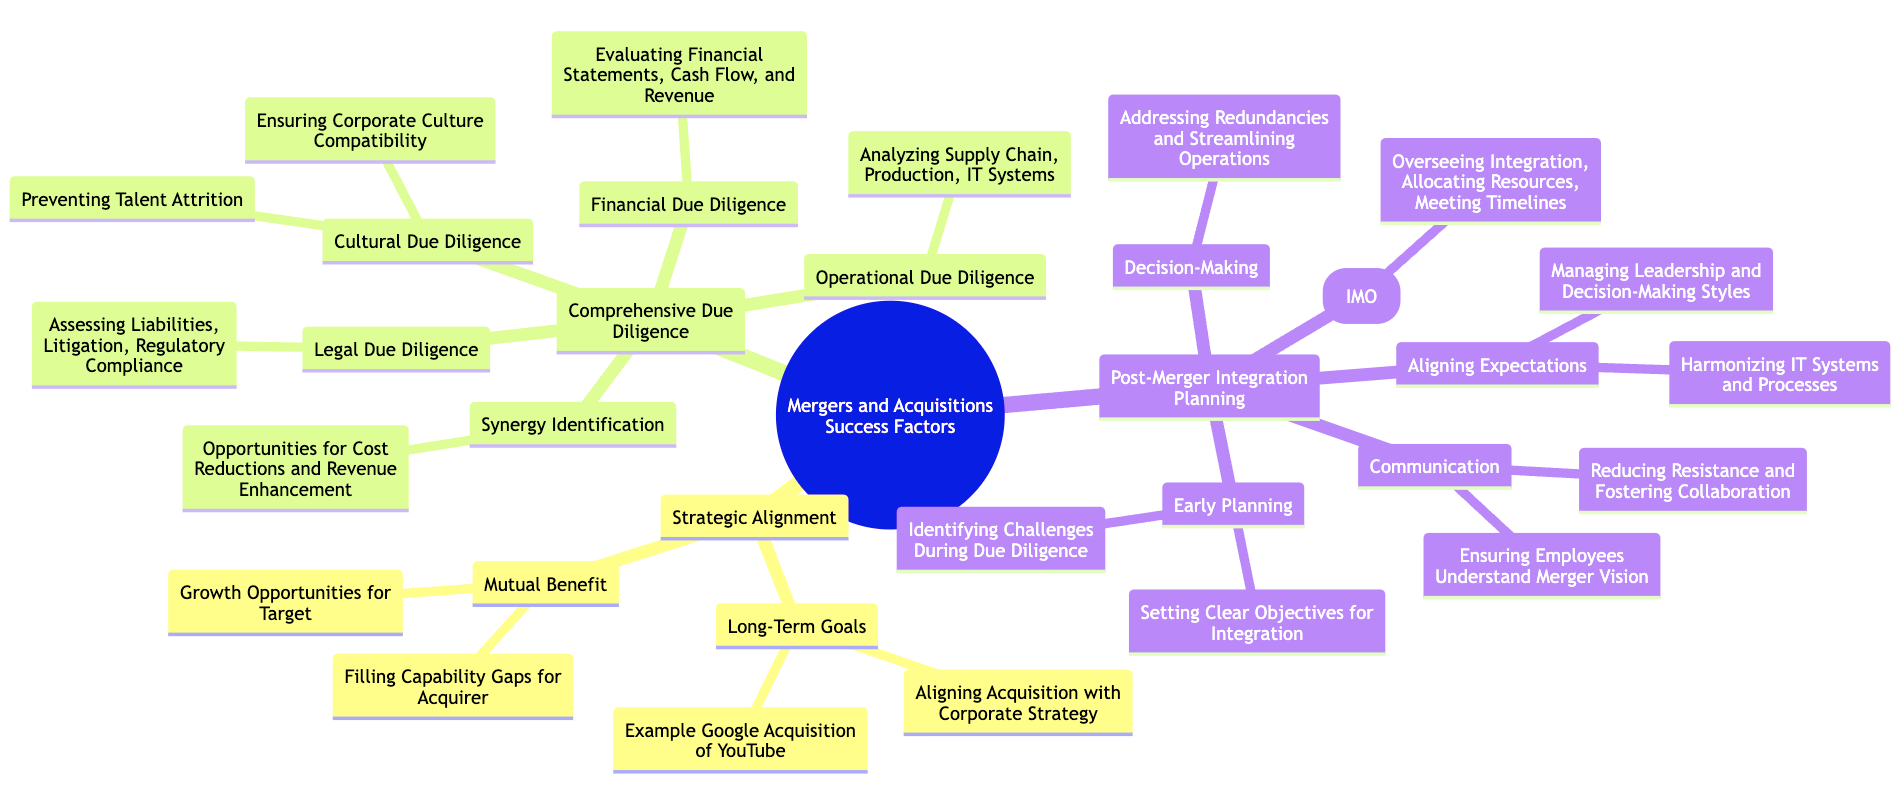 Mergers and Acquisitions
Success Factors
Comprehensive Due
Diligence
Financial Due Diligence
Evaluating Financial
Statements, Cash Flow, and
Revenue
Operational Due Diligence
Analyzing Supply Chain,
Production, IT Systems
Cultural Due Diligence
Ensuring Corporate Culture
Compatibility
Preventing Talent Attrition
Legal Due Diligence
Assessing Liabilities,
Litigation, Regulatory
Compliance
Synergy Identification
Opportunities for Cost
Reductions and Revenue
Enhancement
Strategic Alignment
Mutual Benefit
Growth Opportunities for
Target
Filling Capability Gaps for
Acquirer
Long-Term Goals
Example Google Acquisition
of YouTube
Aligning Acquisition with
Corporate Strategy
Post-Merger Integration
Planning
Decision-Making
Addressing Redundancies
and Streamlining
Operations
IMO
Overseeing Integration,
Allocating Resources,
Meeting Timelines
Aligning Expectations
Managing Leadership and
Decision-Making Styles
Harmonizing IT Systems
and Processes
Communication
Reducing Resistance and
Fostering Collaboration
Ensuring Employees
Understand Merger Vision
Early Planning
Identifying Challenges
During Due Diligence
Setting Clear Objectives for
Integration